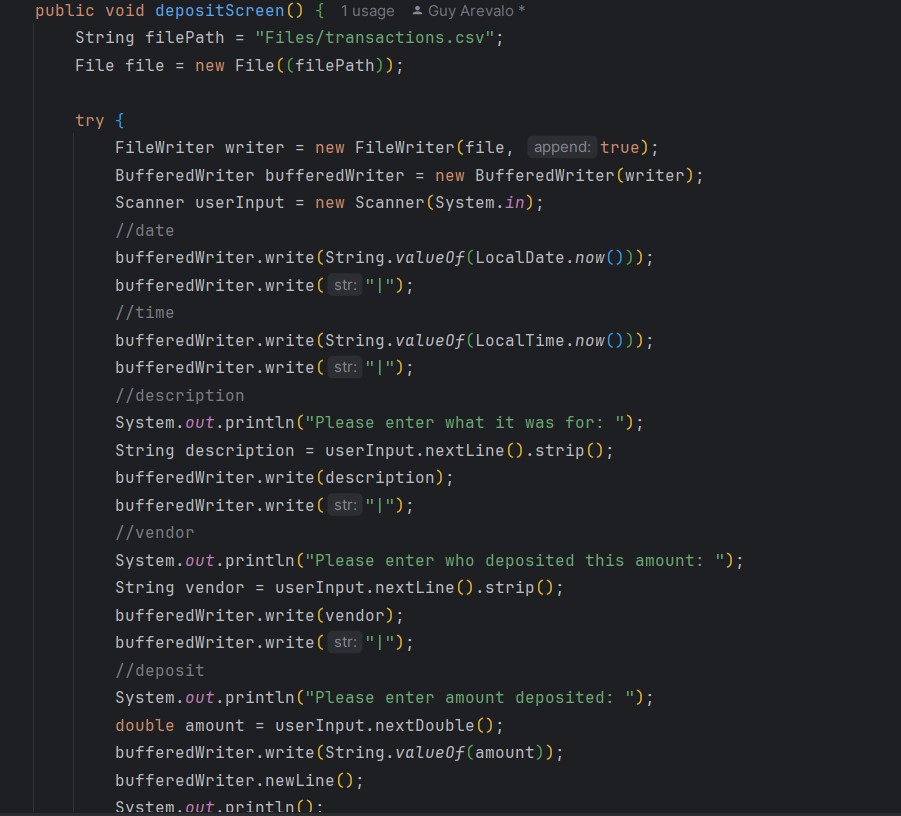 public void depositScreen() { 1 usage Guy Arevalo *
String filePath = "Files/transactions.csv";
File file = new File((filePath));
try {
FileWriter writer = new FileWriter(file, append: true);
BufferedWriter bufferedWriter = new BufferedWriter(writer);
Scanner userInput = new Scanner(System.in);
//date
bufferedWriter.write(String.valueOf(LocalDate.now()));
bufferedWriter.write( str: "|");
//time
bufferedWriter.write(String.valueOf(LocalTime.now()));
bufferedWriter.write( str: "|");
//description
System.out.println("Please enter what it was for: ");
String description = userInput.nextLine().strip();
bufferedWriter.write(description);
bufferedWriter.write( str: "|");
//vendor
System.out.println("Please enter who deposited this amount: ");
String vendor = userInput.nextLine().strip();
bufferedWriter.write(vendor);
bufferedWriter.write( str: "|");
//deposit
System.out.println("Please enter amount deposited: ");
double amount = userInput.nextDouble();
bufferedWriter.write(String.valueOf(amount));
bufferedWriter.newLine();
System.out.println();